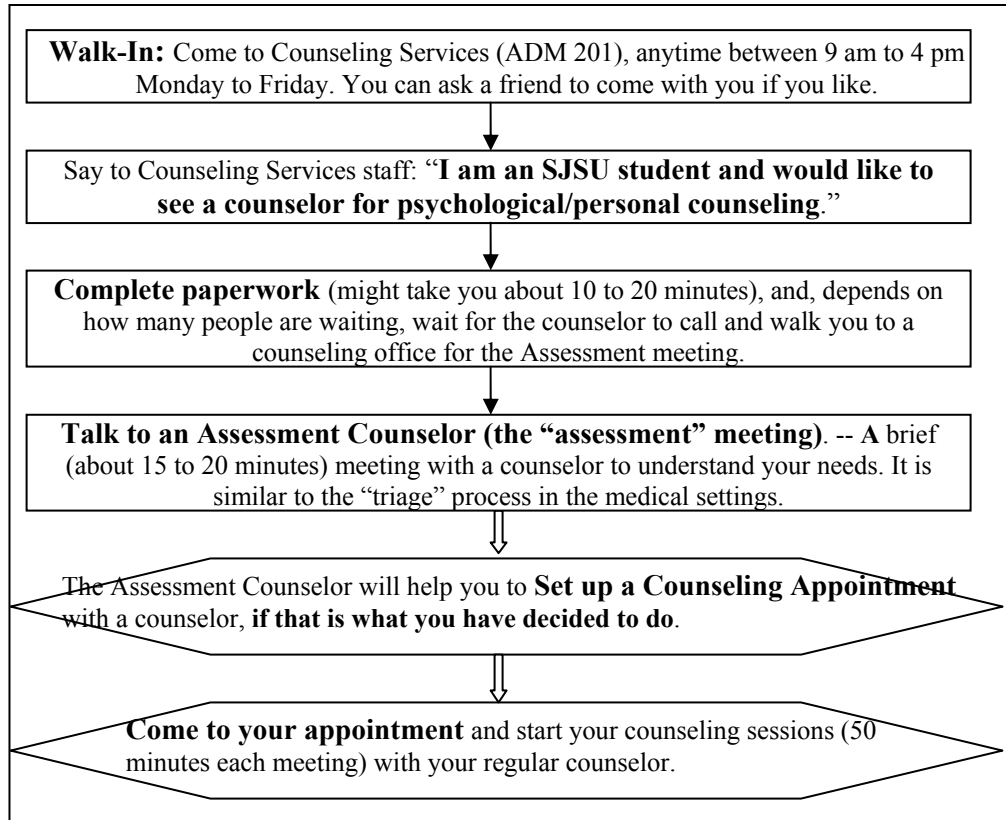 Walk-In: Come to Counseling Services (ADM 201), anytime between 9 am to 4 pm
Monday to Friday. You can ask a friend to come with you if you like.
Say to Counseling Services staff: “I am an SJSU student and would like to
see a counselor for psychological/personal counseling.”
Complete paperwork (might take you about 10 to 20 minutes), and, depends on
how many people are waiting, wait for the counselor to call and walk you to a
counseling office for the Assessment meeting.
Talk to an Assessment Counselor (the “assessment” meeting). -- A brief
(about 15 to 20 minutes) meeting with a counselor to understand your needs. It is
similar to the “triage” process in the medical settings.
The Assessment Counselor will help you to Set up a Counseling Appointment
with a counselor, if that is what you have decided to do.
Come to your appointment and start your counseling sessions (50
minutes each meeting) with your regular counselor.